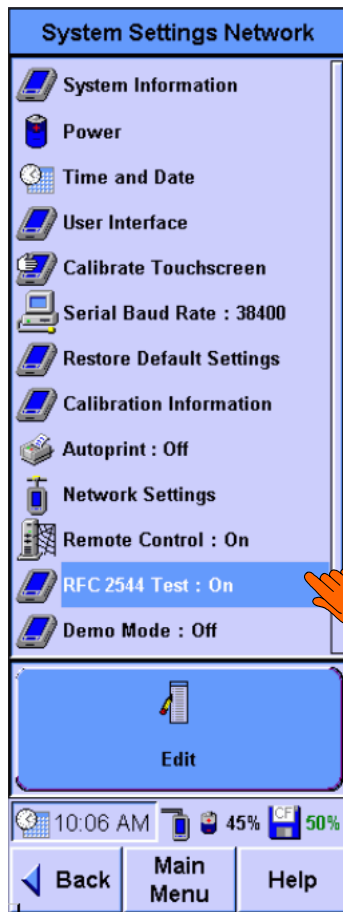 System Settings Network
System Information
Power
Time and Date
User Interface
Calibrate Touchscreen
Serial Baud Rate : 38400
Restore Default Settings
Calibration Information
Autoprint : Off
Network Settings
Remote Control : On
RFC 2544 Test : On
Demo Mode : Off
Edit
10:06 AM 45% CF 50%
Back
Main
Menu
Help